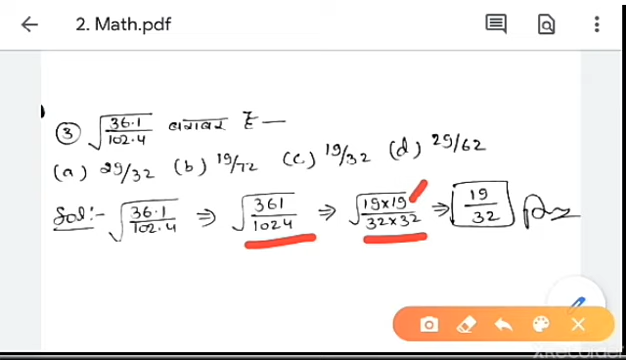 2. Math.pdf
③ √36.1/102.4 बराबर है —
(a) 29/32 (b) 19/72 (c) 19/32 (d) 29/62
Sol:- √36.1/102.4 ⇒ √361/1024 ⇒ √19×19/32×32 ⇒ 19/32 Ans